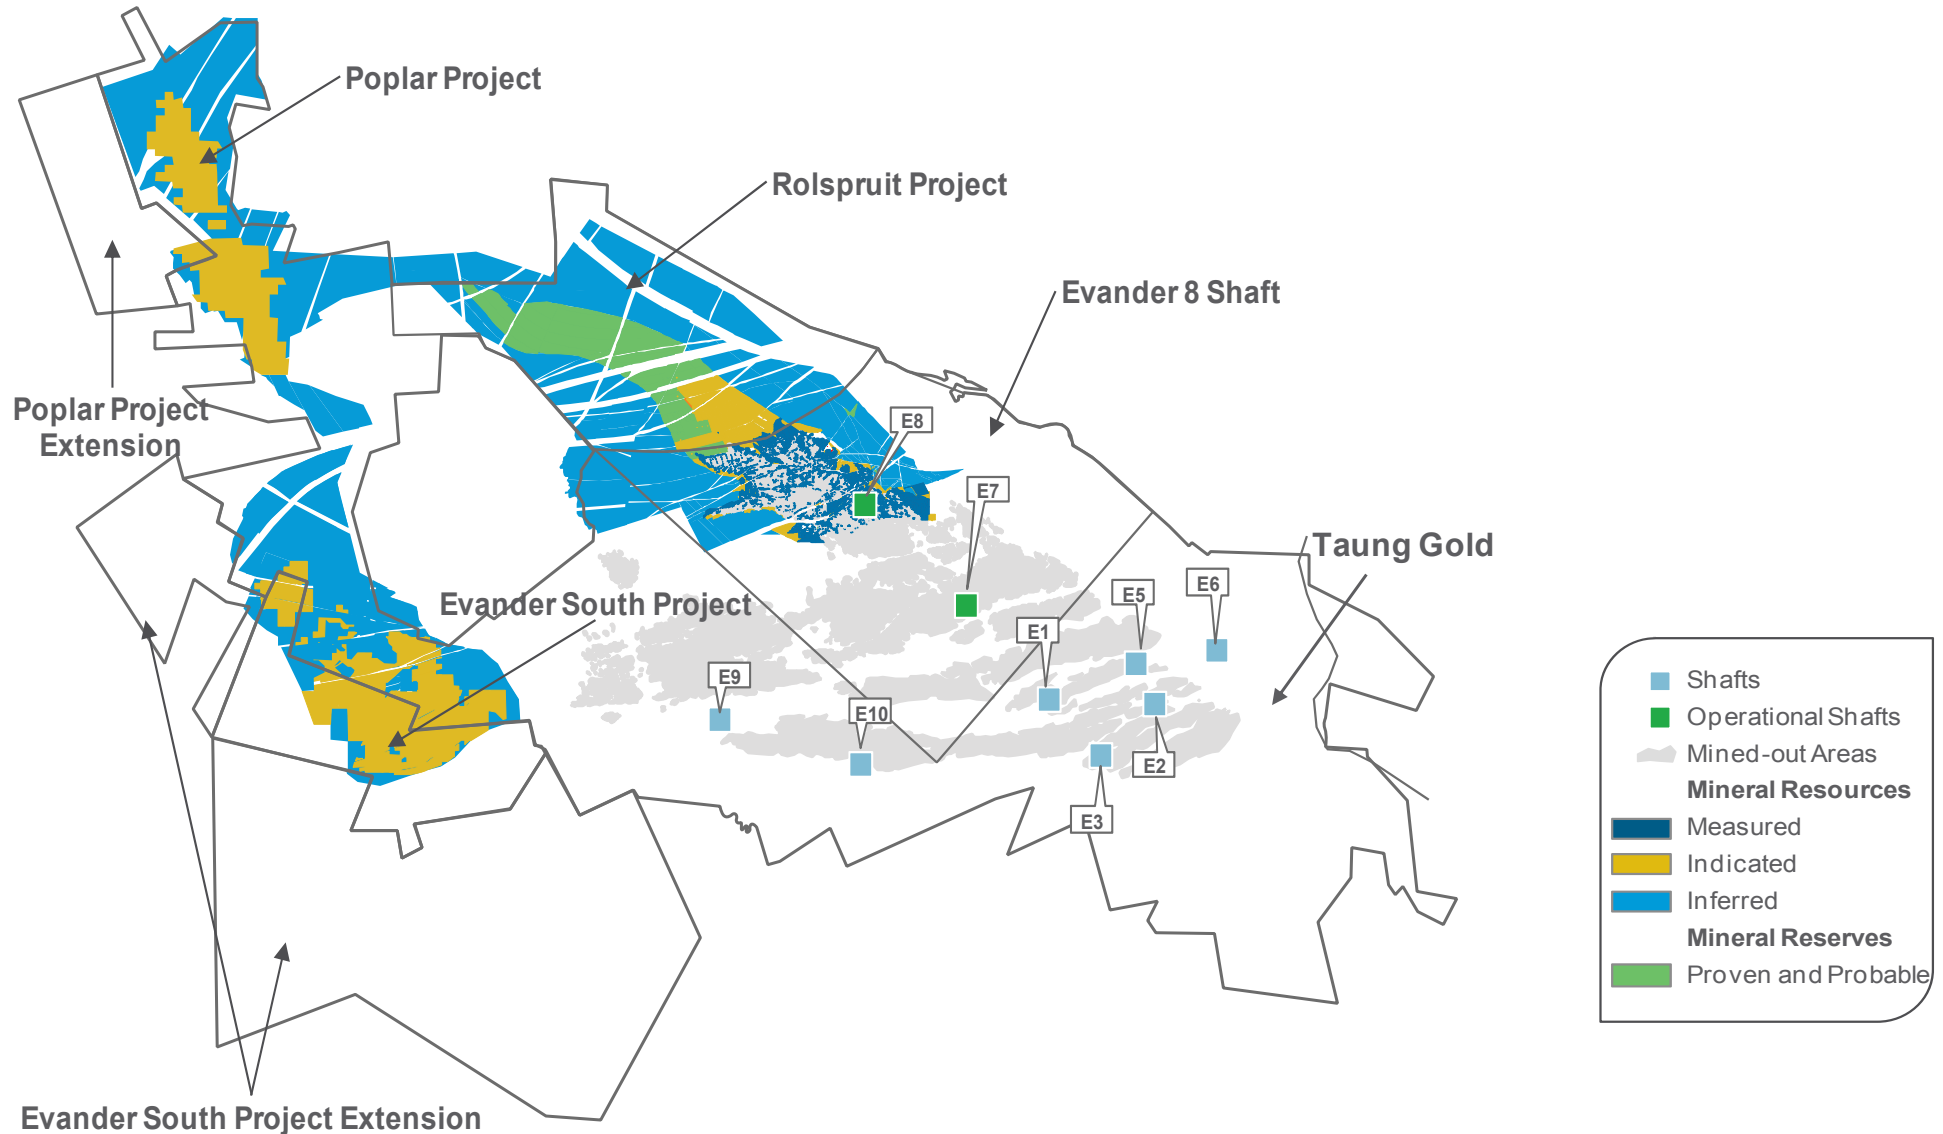 Poplar Project
Rolspruit Project
Evander 8 Shaft
Poplar Project
Extension
E8
E7
Taung Gold
E6
E5
Evander South Project
E1
E9
E10
E2
E3
Evander South Project Extension
Shafts
Operational Shafts
Mined-out Areas
Mineral Resources
Measured
Indicated
Inferred
Mineral Reserves
Proven and Probable